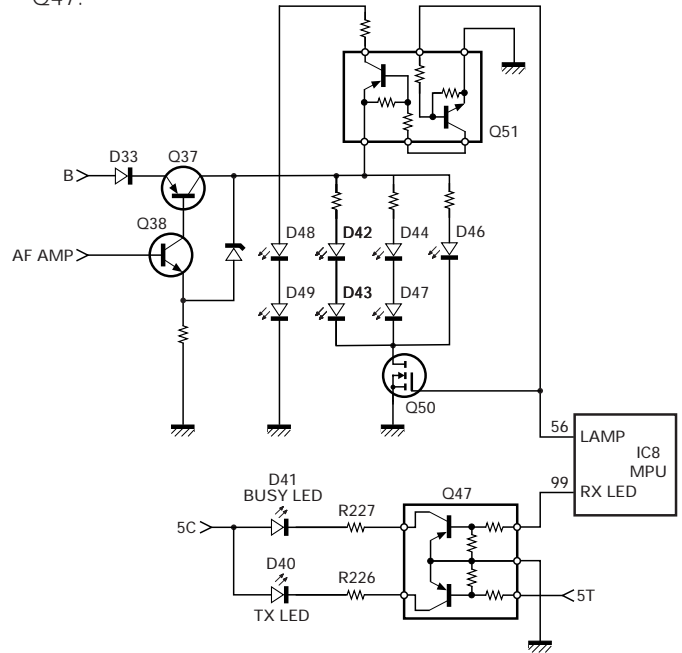 Q47.
Q51
D33
Q37
B
Q38
AF AMP
D48
D42
D44
D46
D49
D43
D47
Q50
56
LAMP
IC8
MPU
99
RX LED
D41
BUSY LED
R227
Q47
5C
D40
R226
5T
TX LED